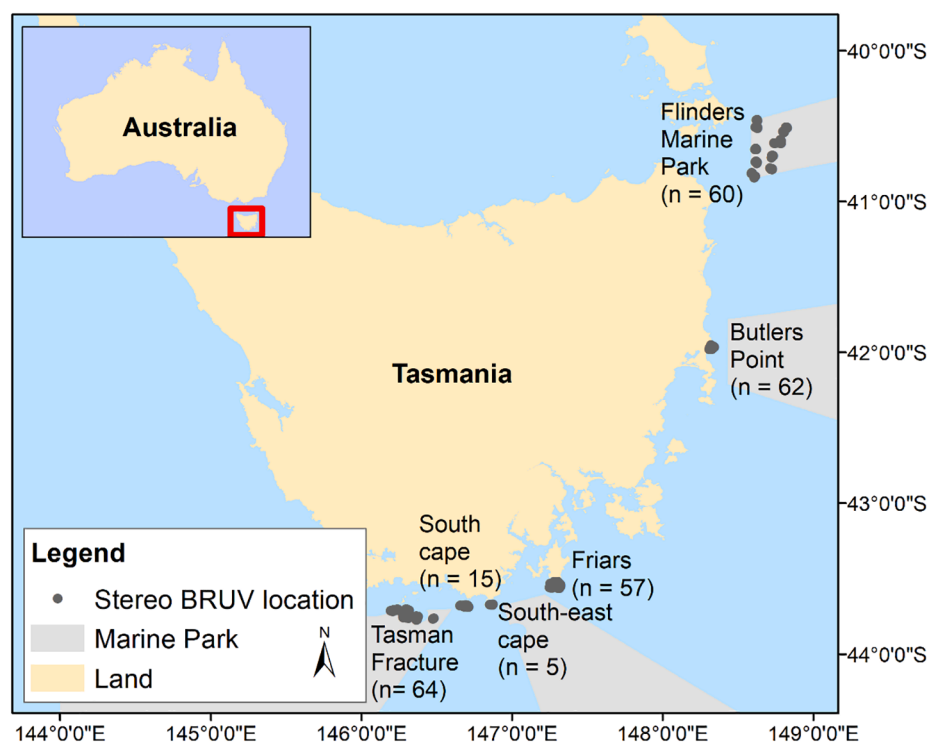 Australia
Flinders
Marine
Park
(n = 60)
40°0'0"S
41°0'0"S
Butlers
Point
(n = 62)
42°0'0"S
Tasmania
43°0'0"S
South
cape
(n = 15)
Friars
(n = 57)
South-east
cape
(n = 5)
Tasman
Fracture
(n= 64)
44°0'0"S
Legend
Stereo BRUV location
Marine Park
Land
N
144°0'0"E
145°0'0"E
146°0'0"E
147°0'0"E
148°0'0"E
149°0'0"E